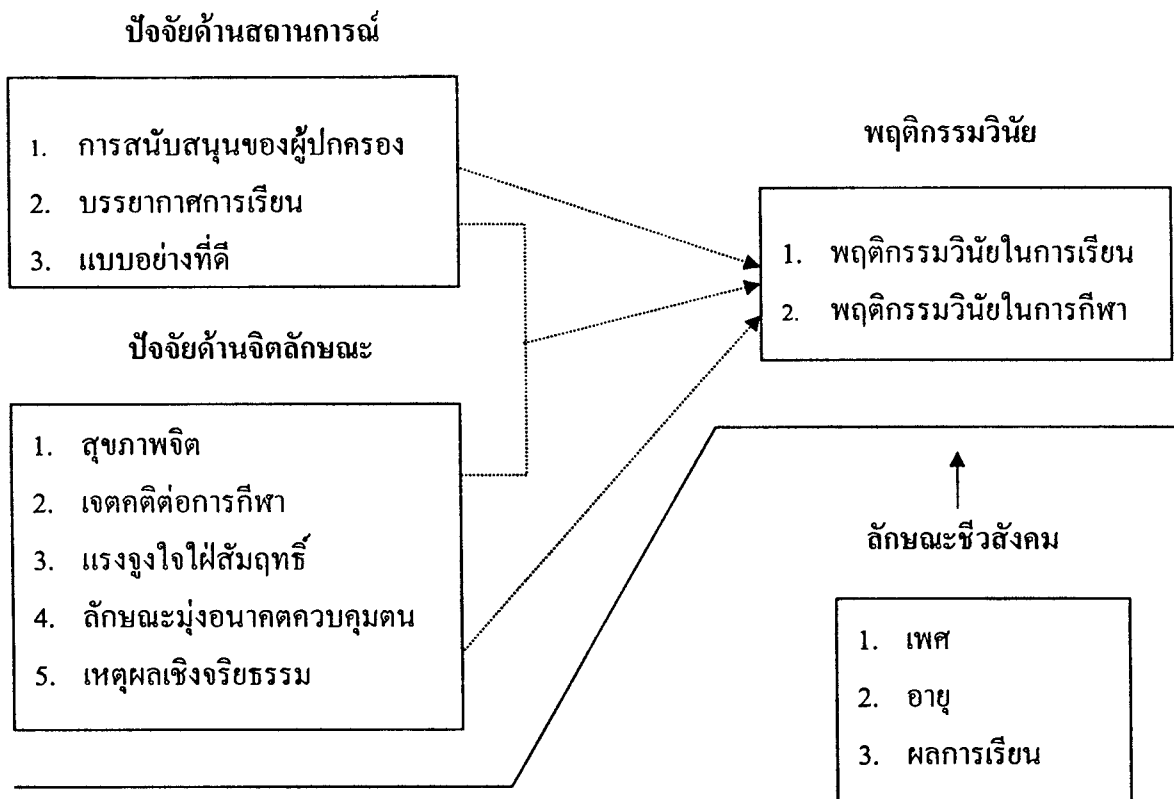 ปัจจัยด้านสถานการณ์
1. การสนับสนุนของผู้ปกครอง
2. บรรยากาศการเรียน
3. แบบอย่างที่ดี
ปัจจัยด้านจิตลักษณะ
1. สุขภาพจิต
2. เจตคติต่อการกีฬา
3. แรงจูงใจใฝ่สัมฤทธิ์
4. ลักษณะมุ่งอนาคตควบคุมตน
5. เหตุผลเชิงจริยธรรม
พฤติกรรมวินัย
1. พฤติกรรมวินัยในการเรียน
2. พฤติกรรมวินัยในการกีฬา
ลักษณะชีวสังคม
1. เพศ
2. อายุ
3. ผลการเรียน